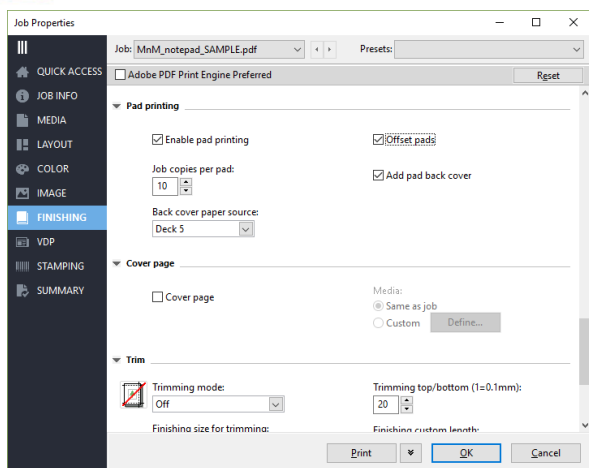 Job Properties
Job: MnM_notepad_SAMPLE.pdf Presets:
QUICK ACCESS
JOB INFO
MEDIA
LAYOUT
COLOR
IMAGE
FINISHING
VDP
STAMPING
SUMMARY
Adobe PDF Print Engine Preferred Reset
Pad printing
Enable pad printing Offset pads
Job copies per pad:
10
Add pad back cover
Back cover paper source:
Deck 5
Cover page
Cover page
Media:
Same as job
Custom Define...
Trim
Trimming mode: Trimming top/bottom (1=0.1mm):
Off 20
Finishing size for trimming: Finishing custom length:
Print OK Cancel